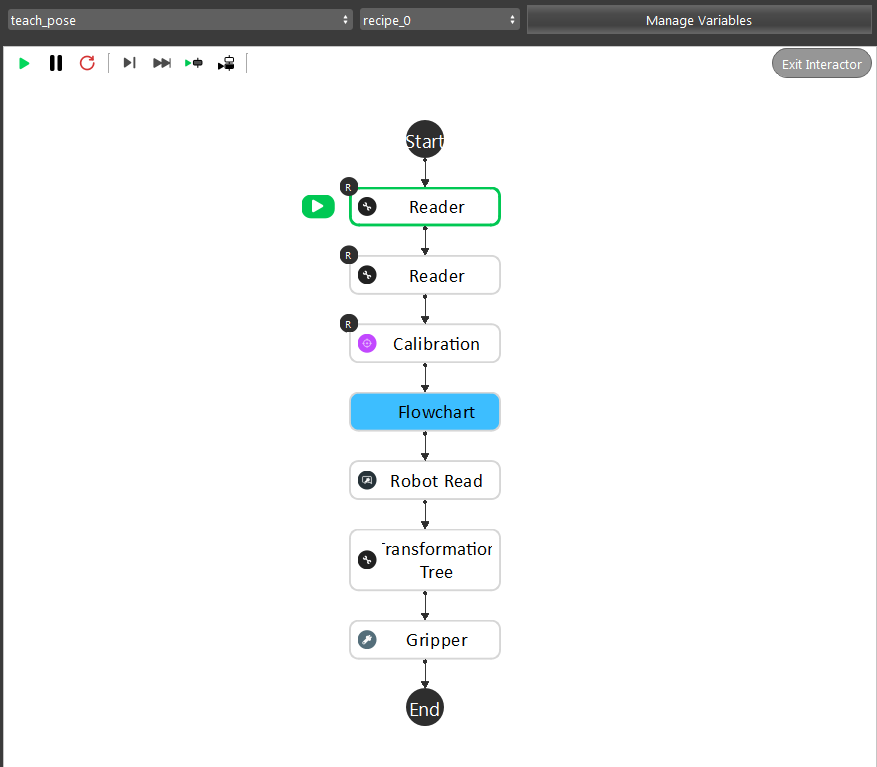 teach_pose
recipe_0
Manage Variables
Exit Interactor
Start
R
Reader
R
Reader
R
Calibration
Flowchart
Robot Read
Transformation
Tree
Gripper
End